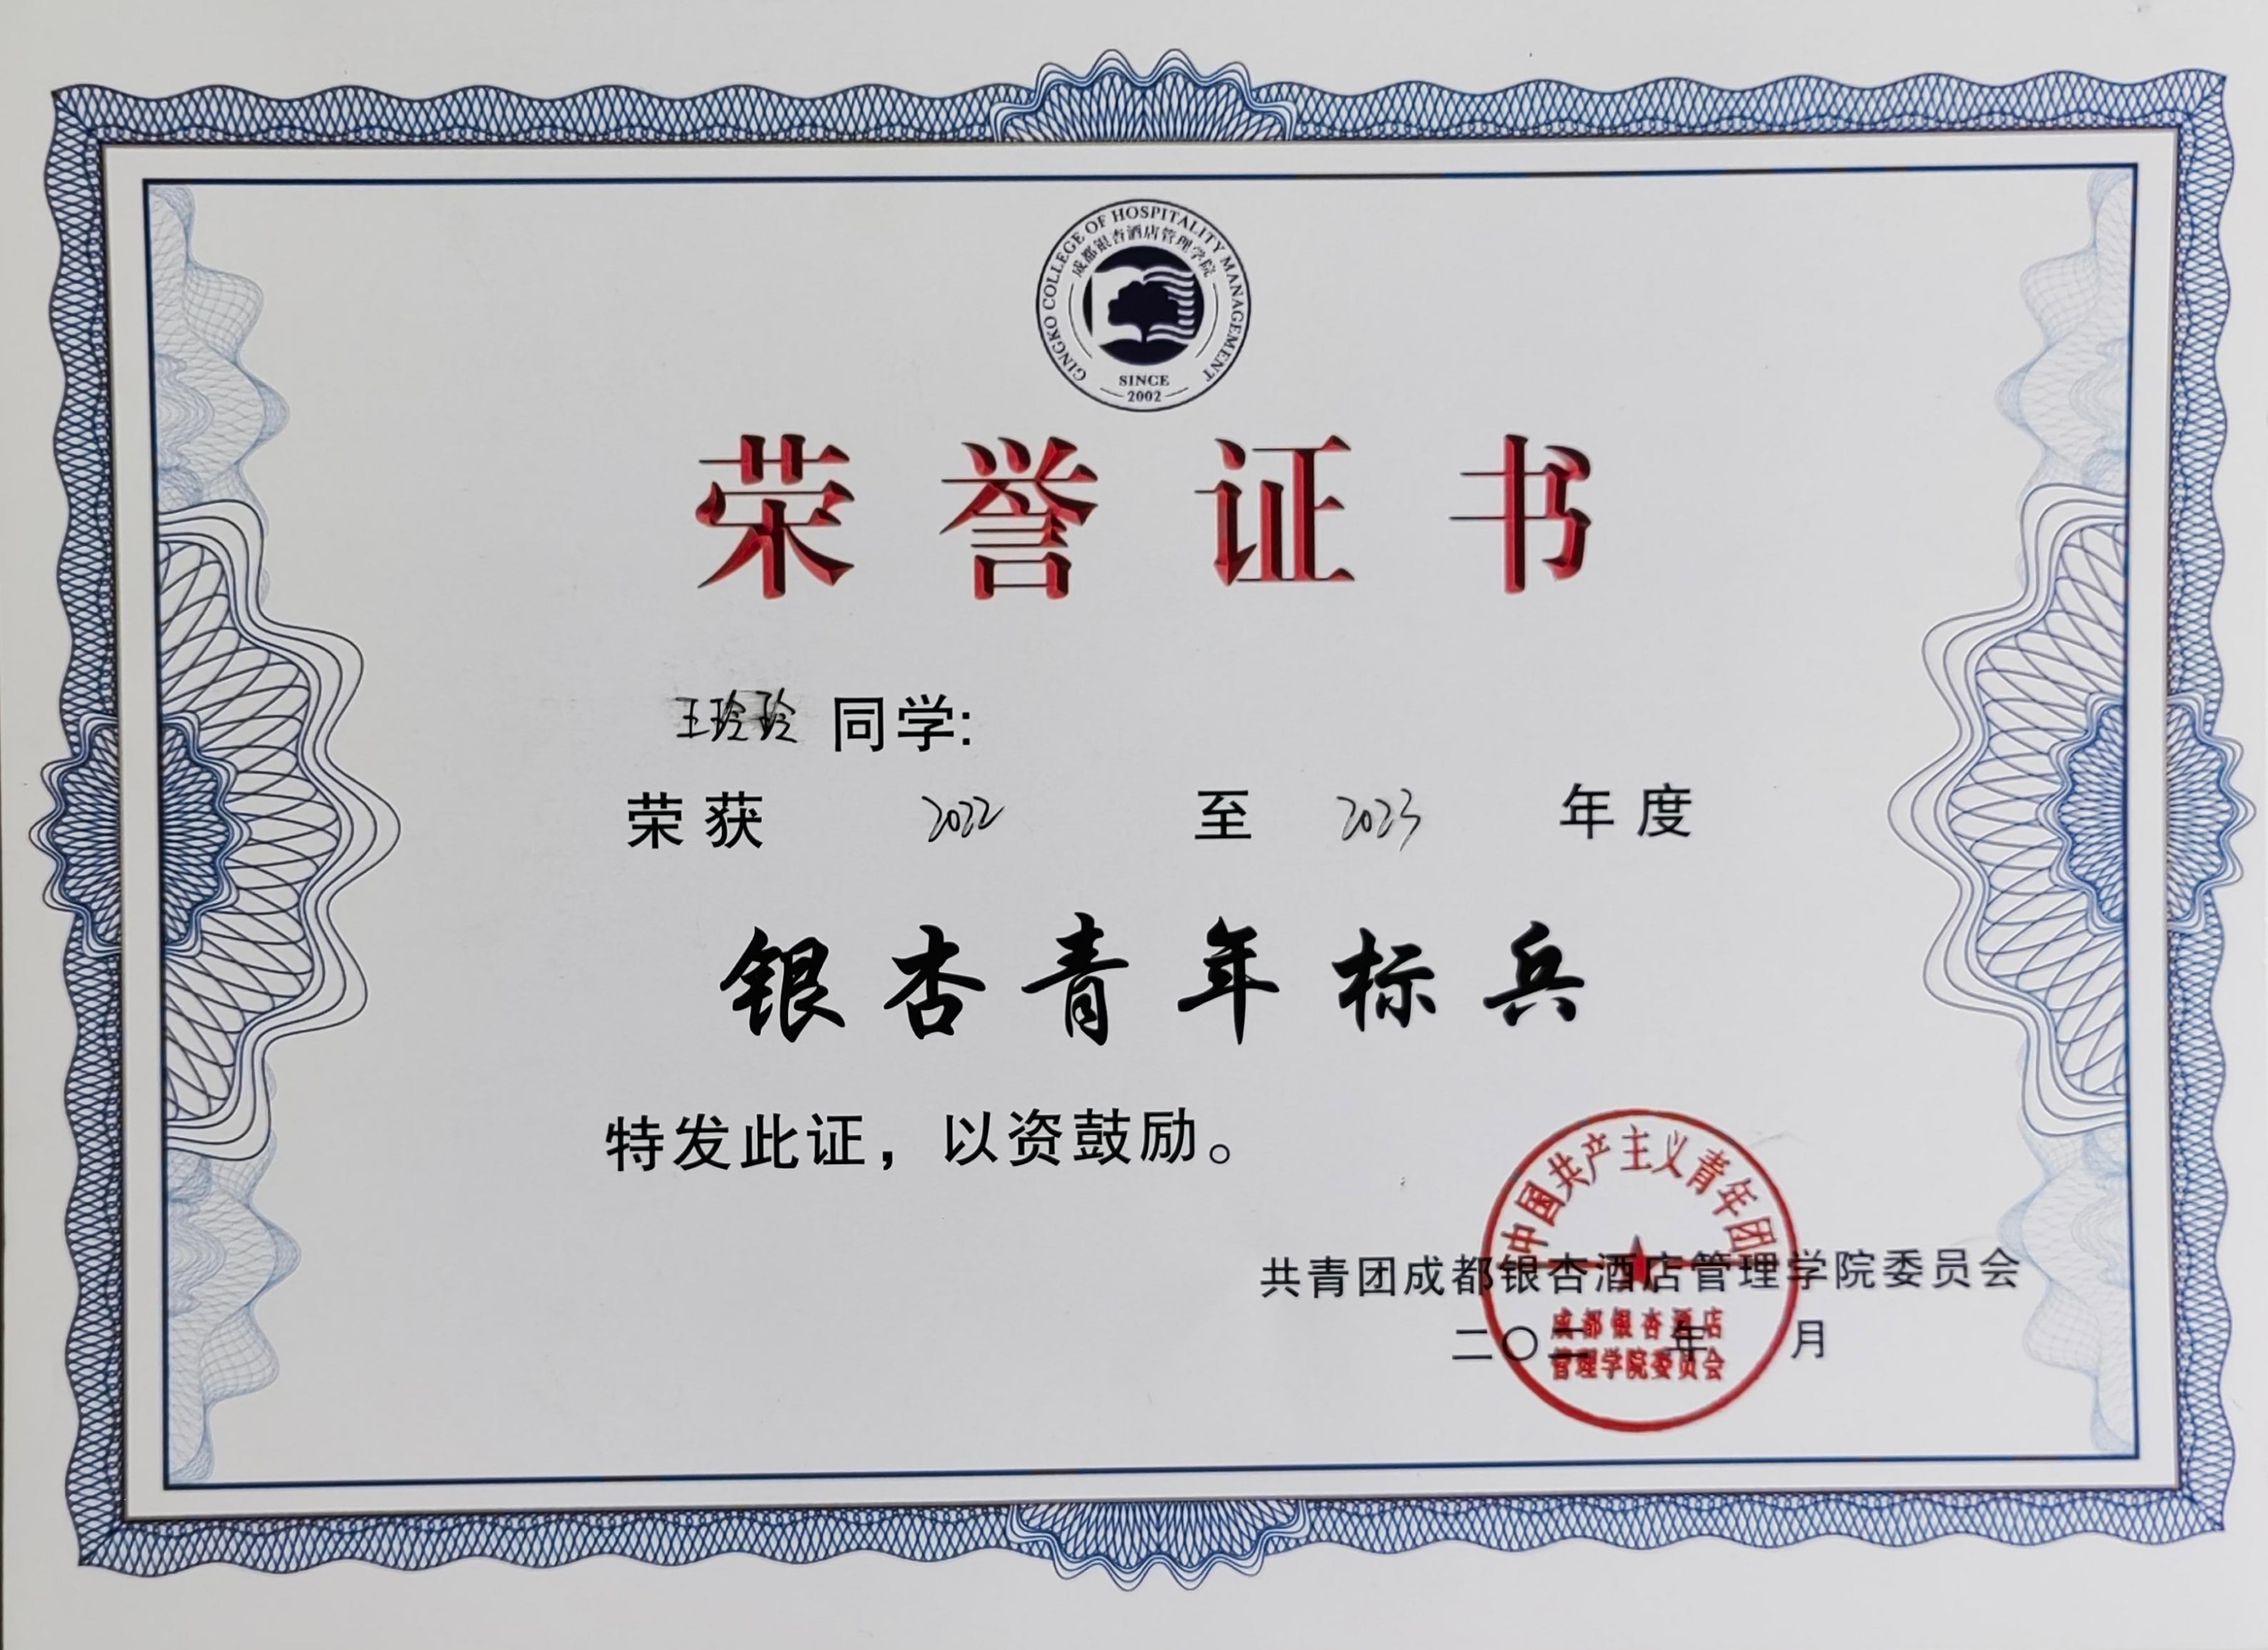 GINGKO COLLEGE OF HOSPITALITY MANAGEMENT
成都银杏酒店管理学院
SINCE
2002
荣誉证书
王玲玲 同学:
荣获 2022 至 2023 年度
银杏青年标兵
特发此证，以资鼓励。
中国共产主义青年团
共青团成都银杏酒店管理学院委员会
成都银杏酒店
二〇二 年 月
管理学院委员会